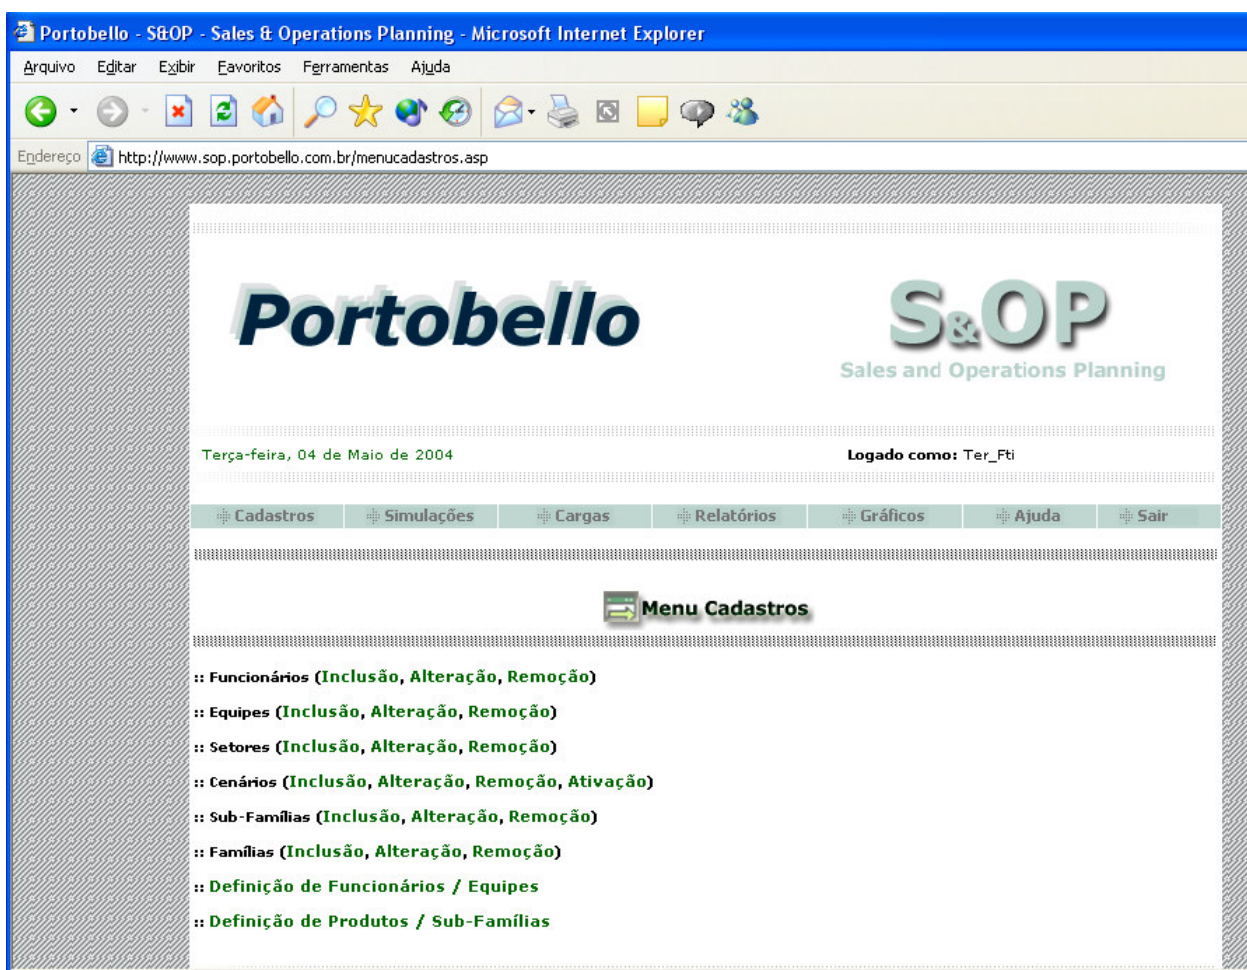 Portobello - S&OP - Sales & Operations Planning - Microsoft Internet Explorer
Arquivo Editar Exibir Favoritos Ferramentas Ajuda
Endereço http://www.sop.portobello.com.br/menucadastros.asp
Portobello
S&OP
Sales and Operations Planning
Terça-feira, 04 de Maio de 2004 Logado como: Ter_Fti
Cadastros Simulações Cargas Relatórios Gráficos Ajuda Sair
Menu Cadastros
:: Funcionários (Inclusão, Alteração, Remoção)
:: Equipes (Inclusão, Alteração, Remoção)
:: Setores (Inclusão, Alteração, Remoção)
:: Cenários (Inclusão, Alteração, Remoção, Ativação)
:: Sub-Famílias (Inclusão, Alteração, Remoção)
:: Famílias (Inclusão, Alteração, Remoção)
:: Definição de Funcionários / Equipes
:: Definição de Produtos / Sub-Famílias